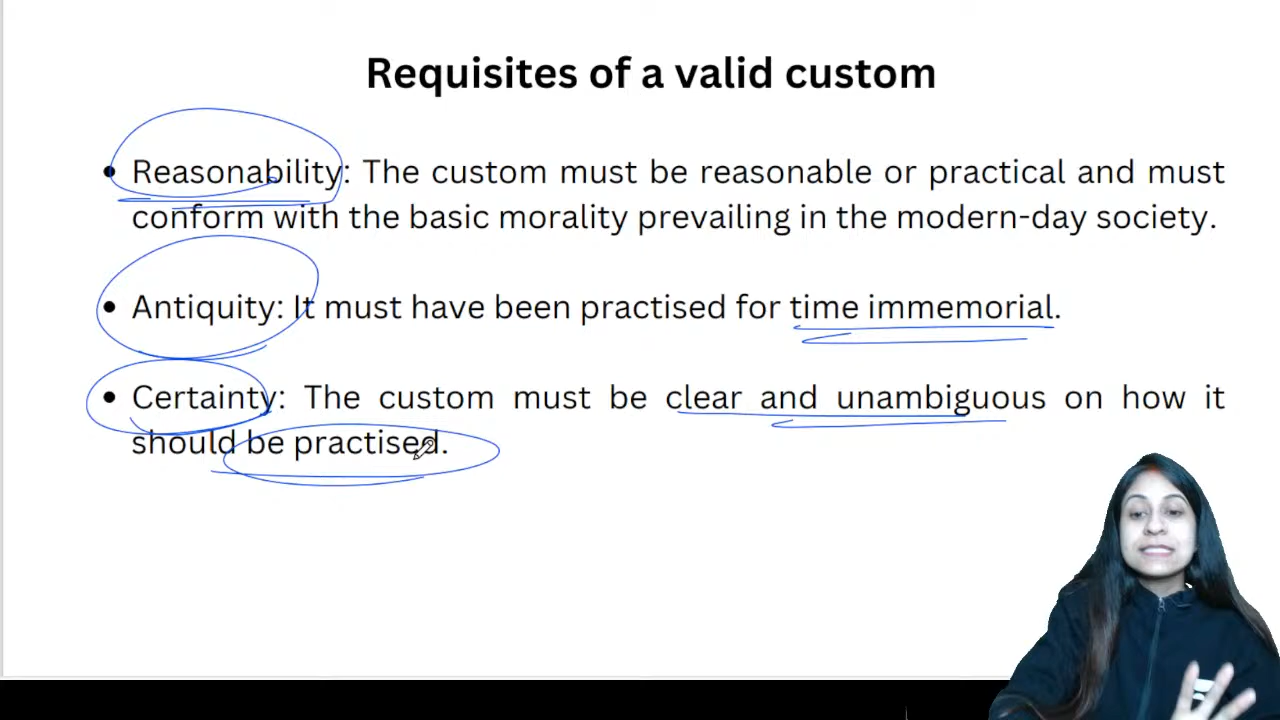 Requisites of a valid custom
• Reasonability: The custom must be reasonable or practical and must
conform with the basic morality prevailing in the modern-day society.
• Antiquity: It must have been practised for time immemorial.
• Certainty: The custom must be clear and unambiguous on how it
should be practised.